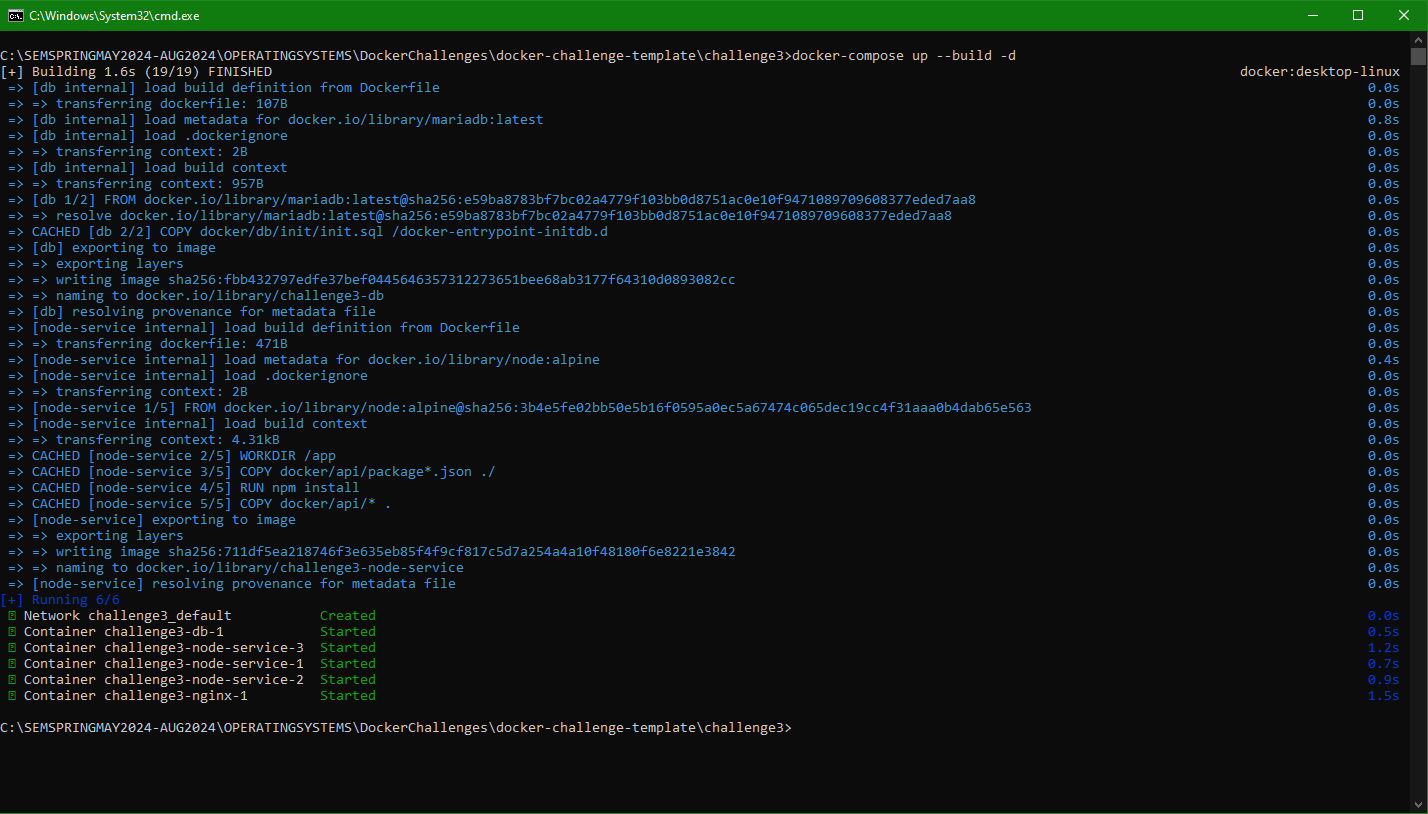 C:\Windows\System32\cmd.exe
C:\SEMSPRINGMAY2024-AUG2024\OPERATINGSYSTEMS\DockerChallenges\docker-challenge-template\challenge3>docker-compose up --build -d
[+] Building 1.6s (19/19) FINISHED docker:desktop-linux
=> [db internal] load build definition from Dockerfile 0.0s
=> => transferring dockerfile: 107B 0.0s
=> [db internal] load metadata for docker.io/library/mariadb:latest 0.8s
=> [db internal] load .dockerignore 0.0s
=> => transferring context: 2B 0.0s
=> [db internal] load build context 0.0s
=> => transferring context: 957B 0.0s
=> [db 1/2] FROM docker.io/library/mariadb:latest@sha256:e59ba8783bf7bc02a4779f103bb0d8751ac0e10f9471089709608377eded7aa8 0.0s
=> => resolve docker.io/library/mariadb:latest@sha256:e59ba8783bf7bc02a4779f103bb0d8751ac0e10f9471089709608377eded7aa8 0.0s
=> CACHED [db 2/2] COPY docker/db/init/init.sql /docker-entrypoint-initdb.d 0.0s
=> [db] exporting to image 0.0s
=> => exporting layers 0.0s
=> => writing image sha256:fbb432797edfe37bef0445646357312273651bee68ab3177f64310d0893082cc 0.0s
=> => naming to docker.io/library/challenge3-db 0.0s
=> [db] resolving provenance for metadata file 0.0s
=> [node-service internal] load build definition from Dockerfile 0.0s
=> => transferring dockerfile: 471B 0.0s
=> [node-service internal] load metadata for docker.io/library/node:alpine 0.4s
=> [node-service internal] load .dockerignore 0.0s
=> => transferring context: 2B 0.0s
=> [node-service 1/5] FROM docker.io/library/node:alpine@sha256:3b4e5fe02bb50e5b16f0595a0ec5a67474c065dec19cc4f31aaa0b4dab65e563 0.0s
=> [node-service internal] load build context 0.0s
=> => transferring context: 4.31kB 0.0s
=> CACHED [node-service 2/5] WORKDIR /app 0.0s
=> CACHED [node-service 3/5] COPY docker/api/package*.json ./ 0.0s
=> CACHED [node-service 4/5] RUN npm install 0.0s
=> CACHED [node-service 5/5] COPY docker/api/* . 0.0s
=> [node-service] exporting to image 0.0s
=> => exporting layers 0.0s
=> => writing image sha256:711df5ea218746f3e635eb85f4f9cf817c5d7a254a4a10f48180f6e8221e3842 0.0s
=> => naming to docker.io/library/challenge3-node-service 0.0s
=> [node-service] resolving provenance for metadata file 0.0s
[+] Running 6/6
Network challenge3_default Created 0.0s
Container challenge3-db-1 Started 0.5s
Container challenge3-node-service-3 Started 1.2s
Container challenge3-node-service-1 Started 0.7s
Container challenge3-node-service-2 Started 0.9s
Container challenge3-nginx-1 Started 1.5s
C:\SEMSPRINGMAY2024-AUG2024\OPERATINGSYSTEMS\DockerChallenges\docker-challenge-template\challenge3>